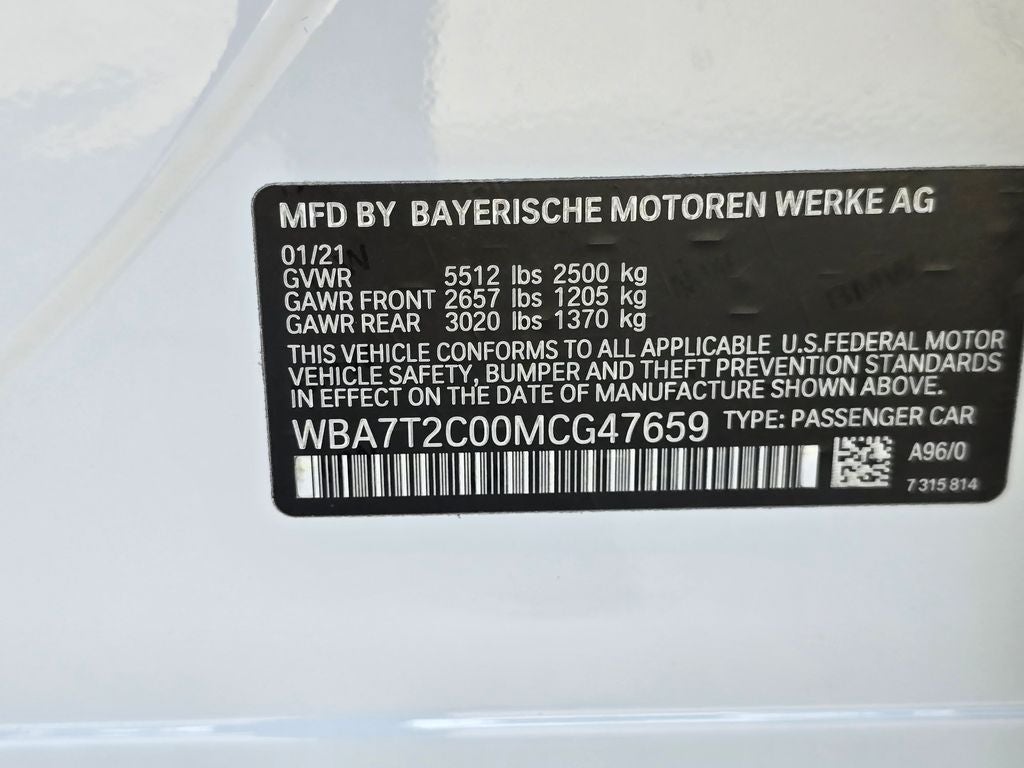 MFD BY BAYERISCHE MOTOREN WERKE AG
01/21
GVWR 5512 lbs 2500 kg
GAWR FRONT 2657 lbs 1205 kg
GAWR REAR 3020 lbs 1370 kg
THIS VEHICLE CONFORMS TO ALL APPLICABLE U.S.FEDERAL MOTOR
VEHICLE SAFETY, BUMPER AND THEFT PREVENTION STANDARDS
IN EFFECT ON THE DATE OF MANUFACTURE SHOWN ABOVE.
WBA7T2C00MCG47659 TYPE: PASSENGER CAR
A96/0
7 315 814